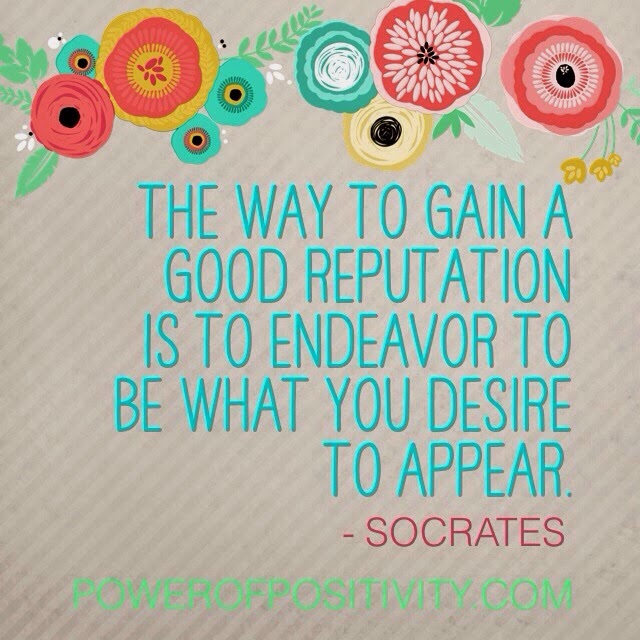 THE WAY TO GAIN A
GOOD REPUTATION
IS TO ENDEAVOR TO
BE WHAT YOU DESIRE
TO APPEAR.
- SOCRATES
POWEROFPOSITIVITY.COM